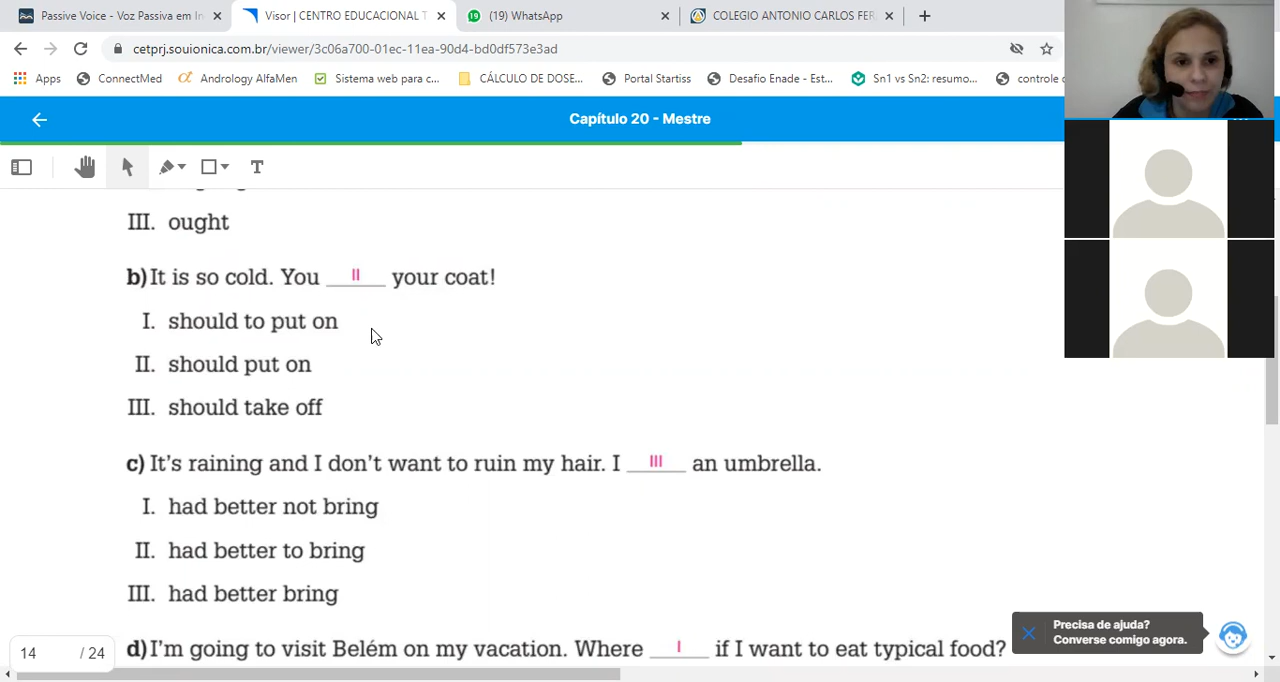 Passive Voice - Voz Passiva em In
Visor | CENTRO EDUCACIONAL T
(19) WhatsApp
COLEGIO ANTONIO CARLOS FER
cetprj.souionica.com.br/viewer/3c06a700-01ec-11ea-90d4-bd0df573e3ad
Apps ConnectMed Andrology AlfaMen Sistema web para c... CÁLCULO DE DOSE... Portal Startiss Desafio Enade - Est... Sn1 vs Sn2: resumo... controle
Capítulo 20 - Mestre
T
III. ought
b) It is so cold. You II your coat!
I. should to put on
II. should put on
III. should take off
c) It's raining and I don't want to ruin my hair. I III an umbrella.
I. had better not bring
II. had better to bring
III. had better bring
d) I'm going to visit Belém on my vacation. Where I if I want to eat typical food?
14 / 24
Precisa de ajuda?
Converse comigo agora.